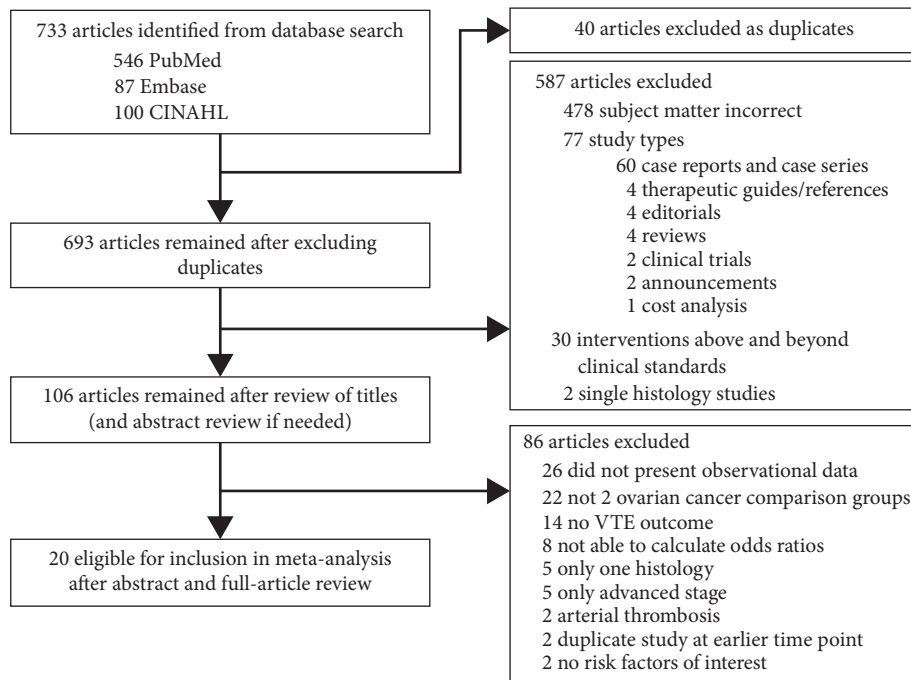 733 articles identified from database search
546 PubMed
87 Embase
100 CINAHL
40 articles excluded as duplicates
693 articles remained after excluding
duplicates
587 articles excluded
478 subject matter incorrect
77 study types
60 case reports and case series
4 therapeutic guides/references
4 editorials
4 reviews
2 clinical trials
2 announcements
1 cost analysis
30 interventions above and beyond
clinical standards
2 single histology studies
106 articles remained after review of titles
(and abstract review if needed)
86 articles excluded
26 did not present observational data
22 not 2 ovarian cancer comparison groups
14 no VTE outcome
8 not able to calculate odds ratios
5 only one histology
5 only advanced stage
2 arterial thrombosis
2 duplicate study at earlier time point
2 no risk factors of interest
20 eligible for inclusion in meta-analysis
after abstract and full-article review